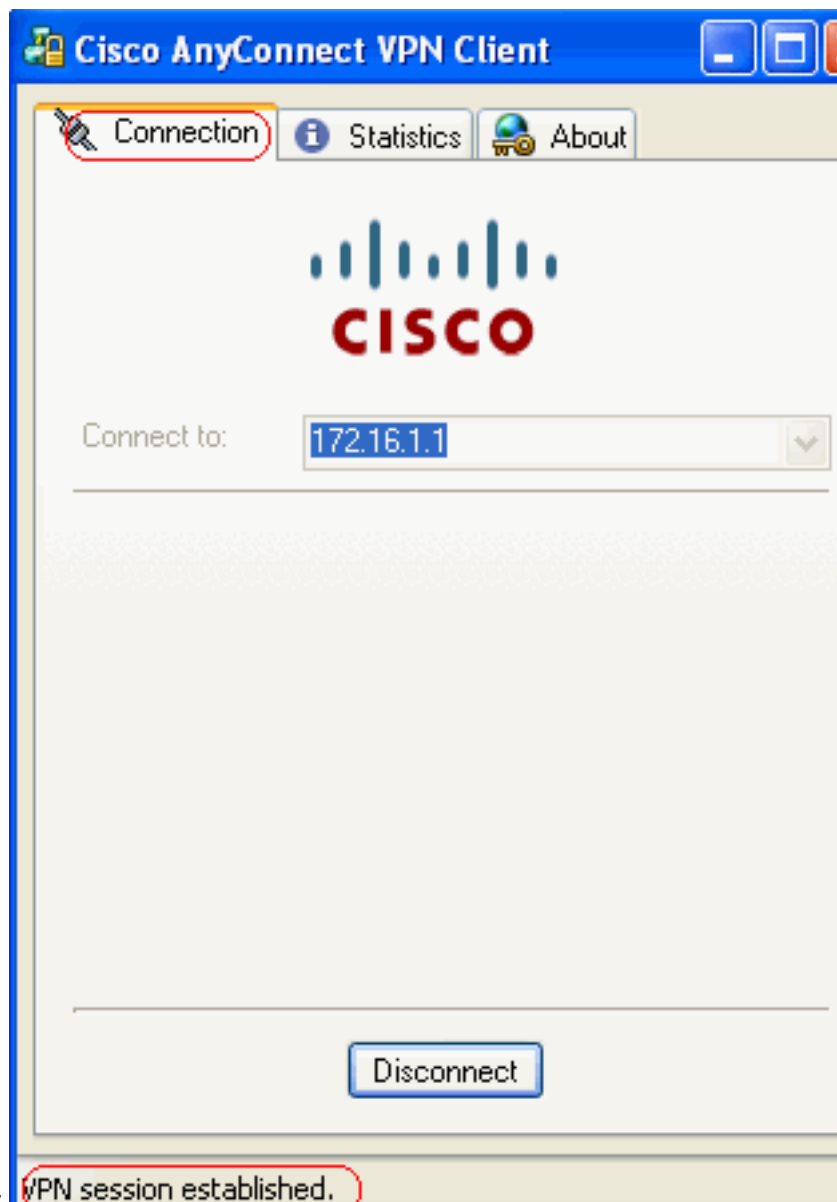 Cisco AnyConnect VPN Client
Connection
Statistics
About
CISCO
Connect to:
172.16.1.1
Disconnect
VPN session established.